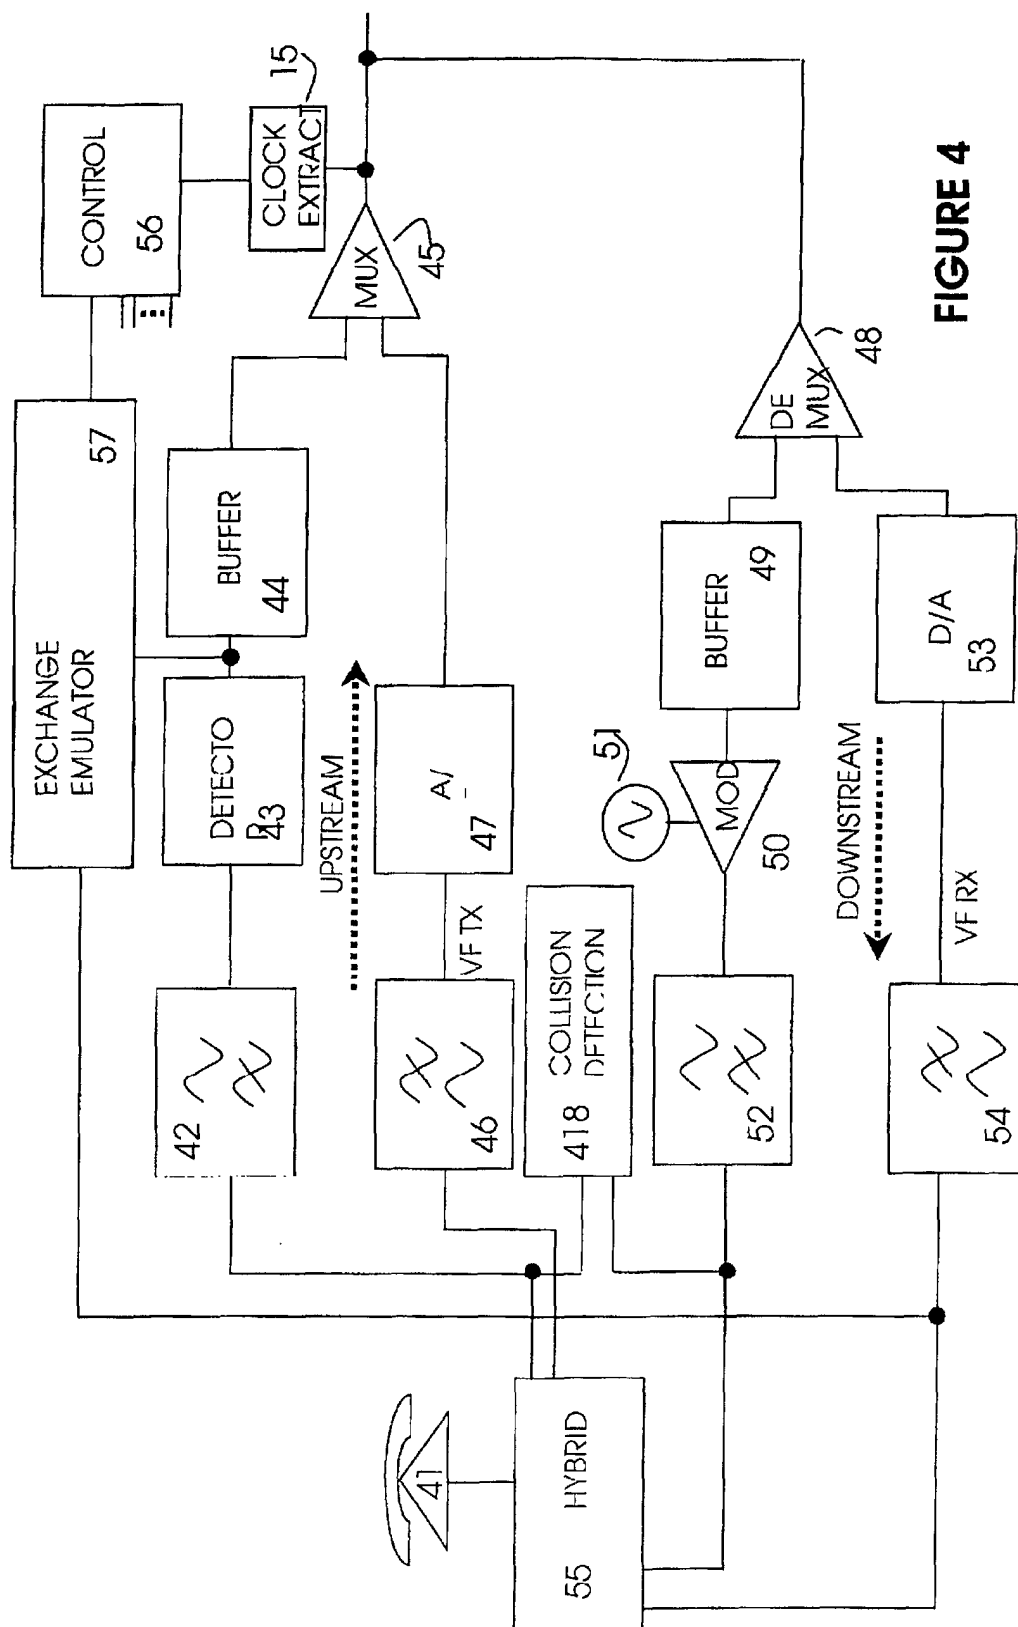 EXCHANGE
EMULATOR
57
CONTROL
56
CLOCK
EXTRACT
15
42
DETECTO
R
43
BUFFER
44
MUX
45
UPSTREAM
46
VF TX
A/
47
41
HYBRID
55
COLLISION
DETECTION
418
51
52
MOD
50
BUFFER
49
DE
MUX
48
DOWNSTREAM
54
VF RX
D/A
53
FIGURE 4